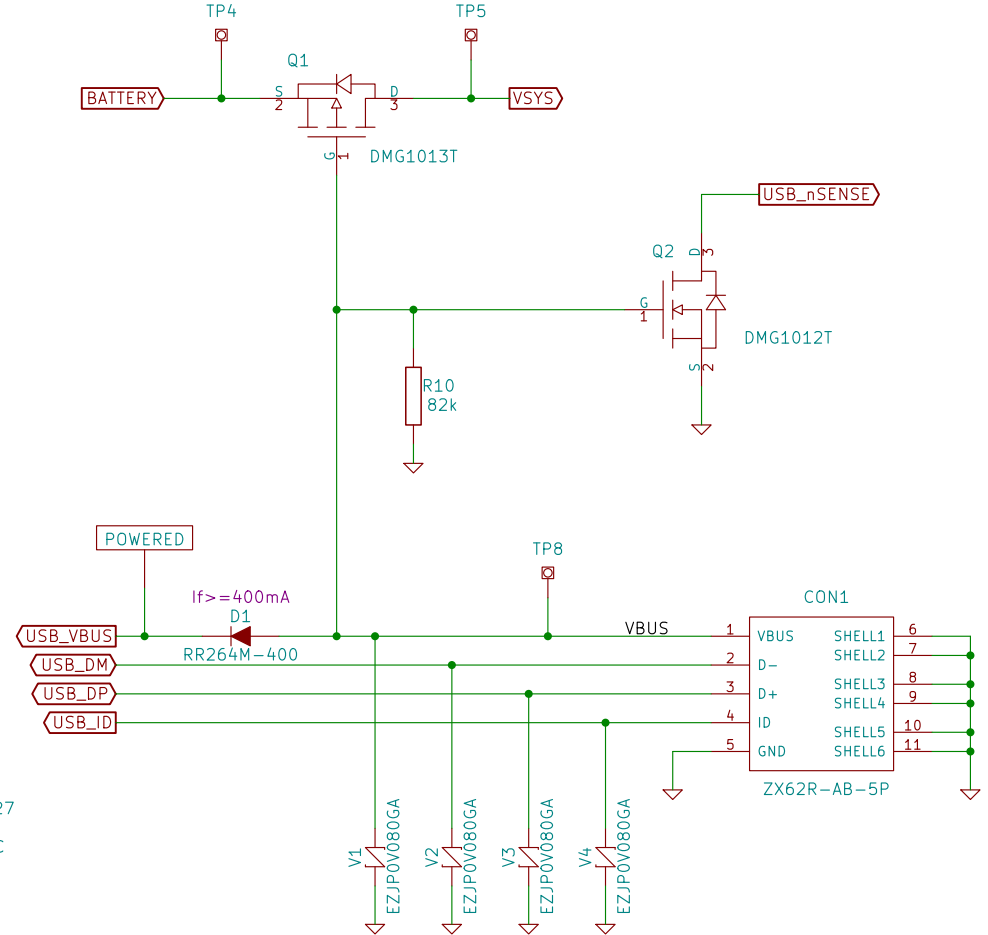 TP4
TP5
Q1
BATTERY
S
2
D
3
VSYS
G
1
DMG1013T
USB_nSENSE
Q2
D
3
G
1
DMG1012T
S
2
R10
82k
POWERED
TP8
If>=400mA
D1
CON1
USB_VBUS
RR264M-400
VBUS
1
VBUS
SHELL1
6
USB_DM
2
D-
SHELL2
7
USB_DP
3
D+
SHELL3
8
USB_ID
4
ID
SHELL4
9
5
GND
SHELL5
10
SHELL6
11
ZX62R-AB-5P
27
V1
EZJP0V080GA
V2
EZJP0V080GA
V3
EZJP0V080GA
V4
EZJP0V080GA